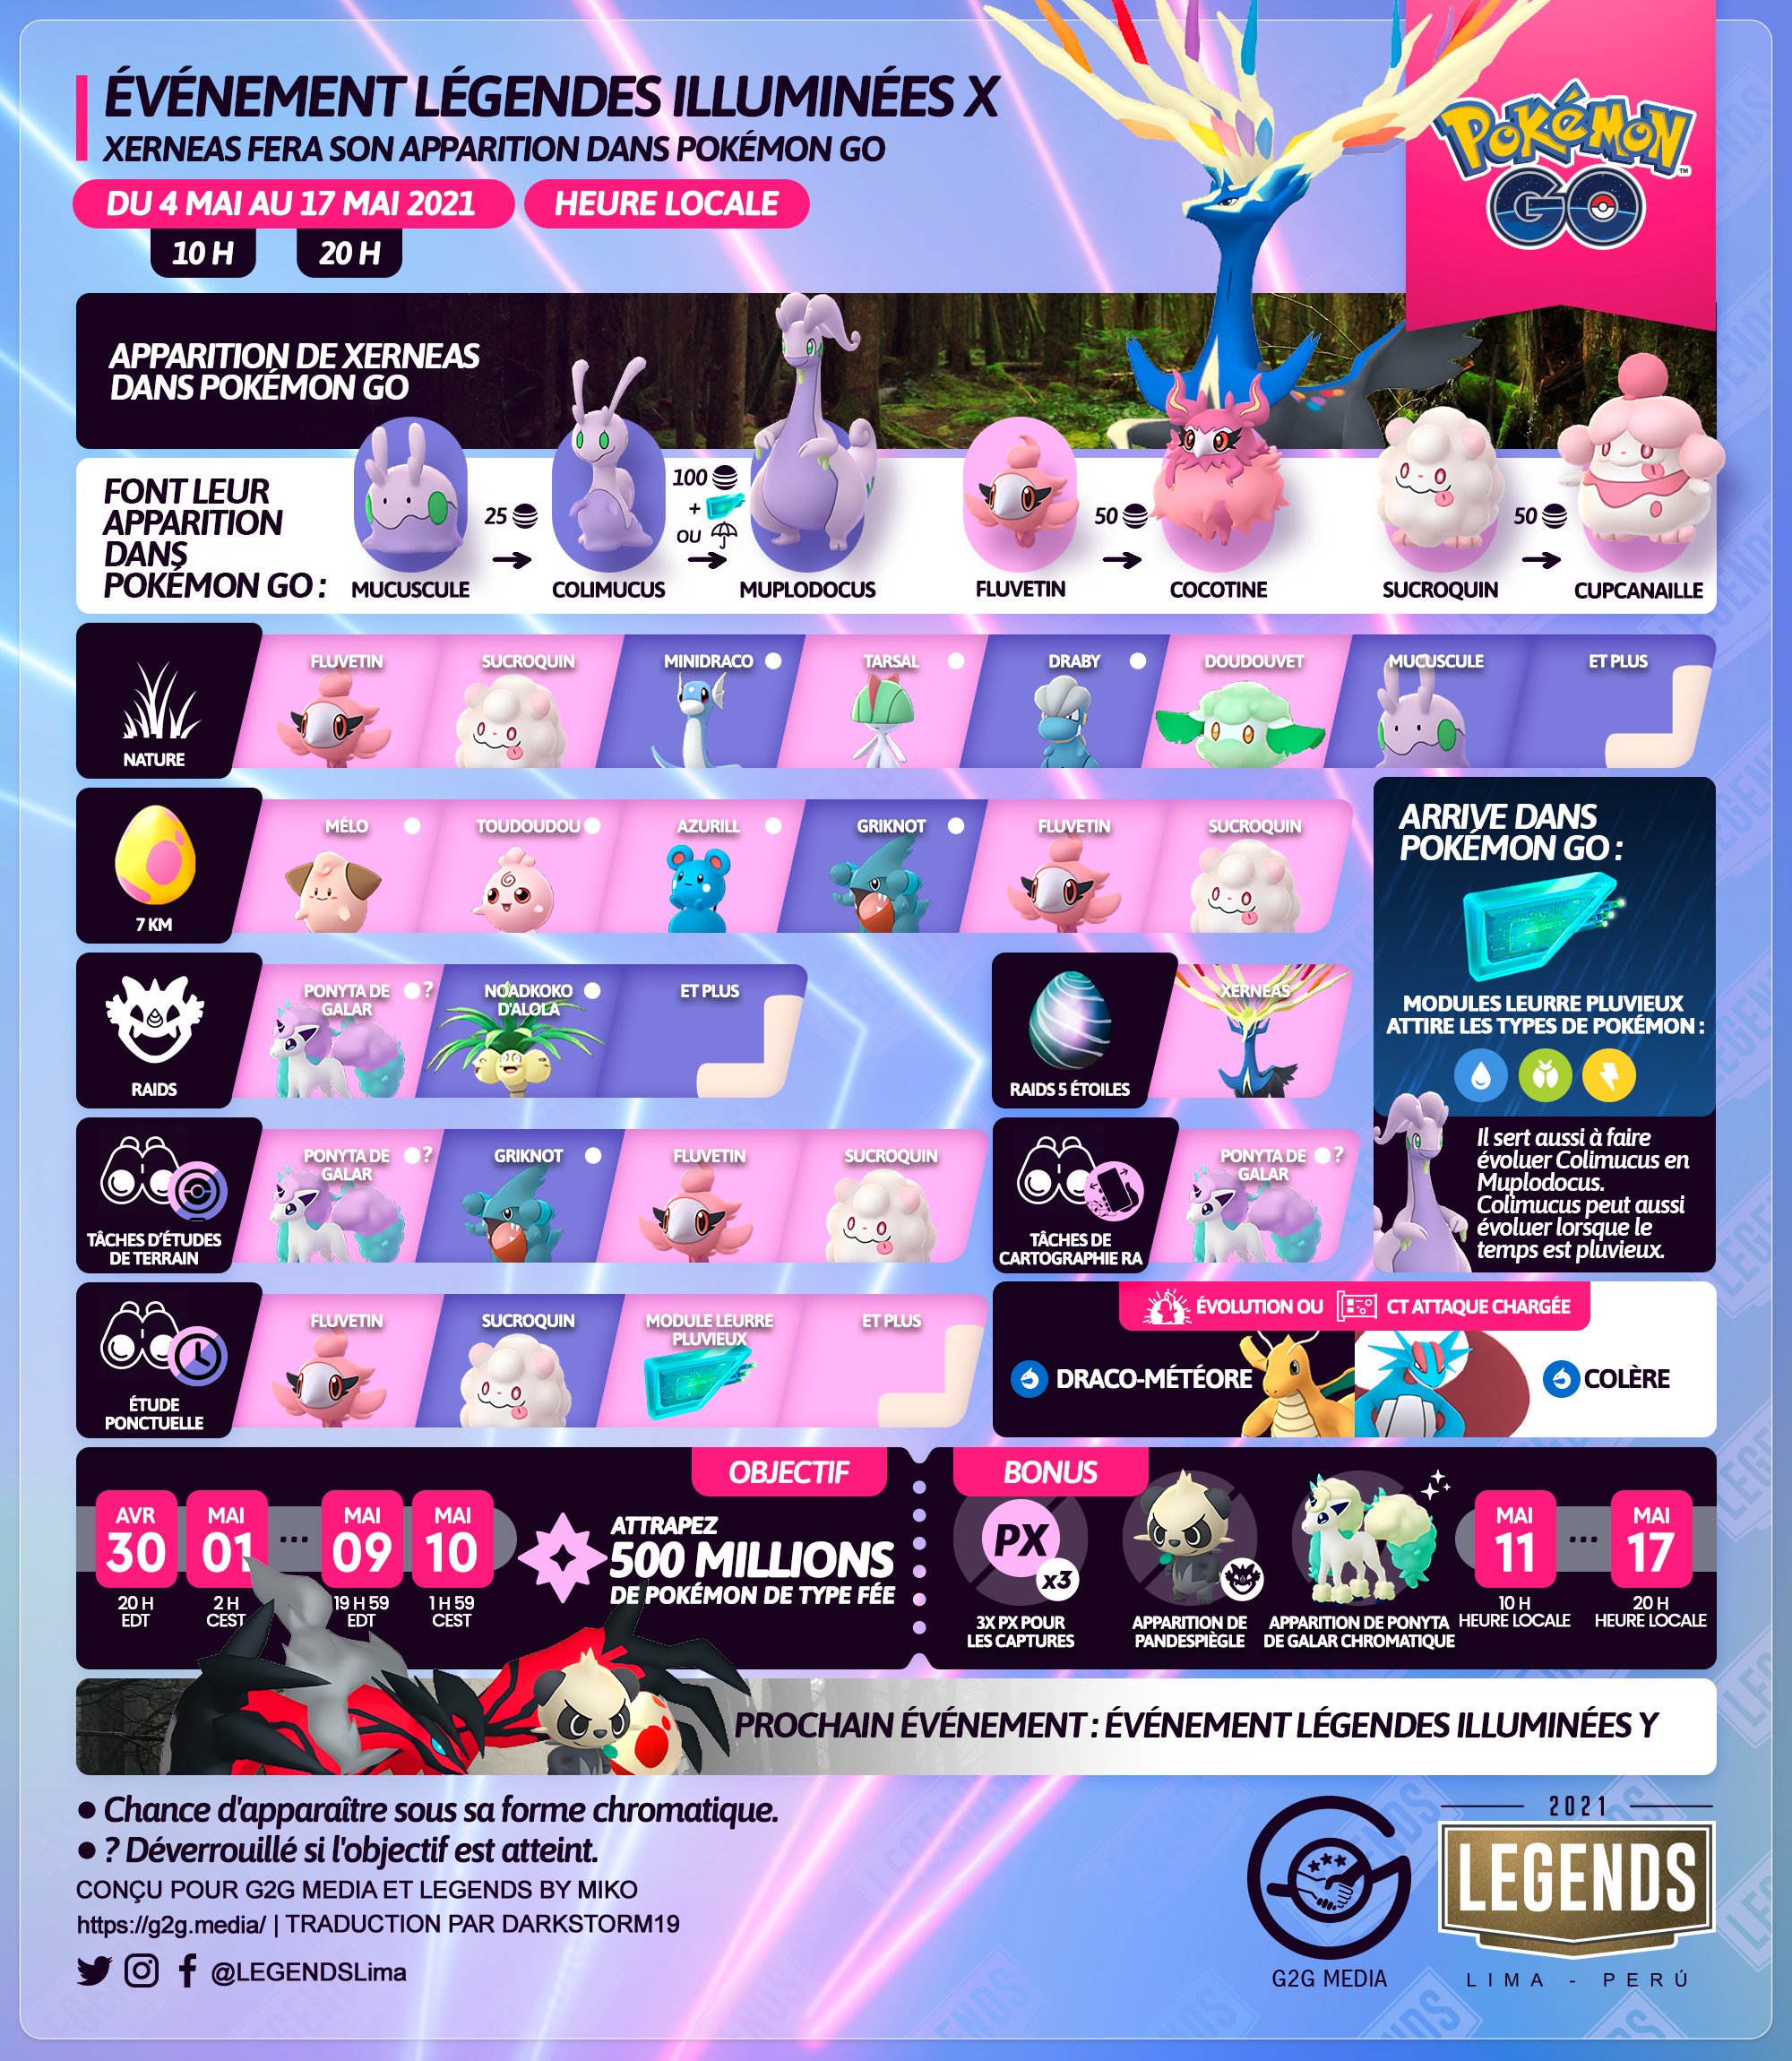 ÉVÉNEMENT LÉGENDES ILLUMINÉES X
XERNEAS FERA SON APPARITION DANS POKÉMON GO
DU 4 MAI AU 17 MAI 2021
HEURE LOCALE
10 H
20 H
POKéMON
GO
APPARITION DE XERNEAS
DANS POKÉMON GO
FONT LEUR
APPARITION
DANS
POKÉMON GO :
MUCUSCULE
25
COLIMUCUS
100
+
OU
MUPLODOCUS
FLUVETIN
50
COCOTINE
SUCROQUIN
50
CUPCANAILLE
NATURE
FLUVETIN
SUCROQUIN
MINIDRACO
TARSAL
DRABY
DOUDOUVET
MUCUSCULE
ET PLUS
7 KM
MÉLO
TOUDOUDOU
AZURILL
GRIKNOT
FLUVETIN
SUCROQUIN
ARRIVE DANS
POKÉMON GO :
MODULES LEURRE PLUVIEUX
ATTIRE LES TYPES DE POKÉMON :
Il sert aussi à faire
évoluer Colimucus en
Muplodocus.
Colimucus peut aussi
évoluer lorsque le
temps est pluvieux.
RAIDS
PONYTA DE
GALAR
?
NOADKOKO
D'ALOLA
ET PLUS
RAIDS 5 ÉTOILES
XERNEAS
TÂCHES D'ÉTUDES
DE TERRAIN
PONYTA DE
GALAR
?
GRIKNOT
FLUVETIN
SUCROQUIN
TÂCHES DE
CARTOGRAPHIE RA
PONYTA DE
GALAR
?
ÉTUDE
PONCTUELLE
FLUVETIN
SUCROQUIN
MODULE LEURRE
PLUVIEUX
ET PLUS
ÉVOLUTION OU
CT ATTAQUE CHARGÉE
DRACO-MÉTÉORE
COLÈRE
OBJECTIF
AVR
30
20 H
EDT
MAI
01
2 H
CEST
...
MAI
09
19 H 59
EDT
MAI
10
1 H 59
CEST
ATTRAPEZ
500 MILLIONS
DE POKÉMON DE TYPE FÉE
BONUS
PX
x3
3X PX POUR
LES CAPTURES
APPARITION DE
PANDESPIÈGLE
APPARITION DE PONYTA
DE GALAR CHROMATIQUE
MAI
11
10 H
HEURE LOCALE
...
MAI
17
20 H
HEURE LOCALE
PROCHAIN ÉVÉNEMENT : ÉVÉNEMENT LÉGENDES ILLUMINÉES Y
● Chance d'apparaître sous sa forme chromatique.
● ? Déverrouillé si l'objectif est atteint.
CONÇU POUR G2G MEDIA ET LEGENDS BY MIKO
https://g2g.media/ | TRADUCTION PAR DARKSTORM19
@LEGENDSLima
G2G MEDIA
2021
LEGENDS
LIMA - PERÚ